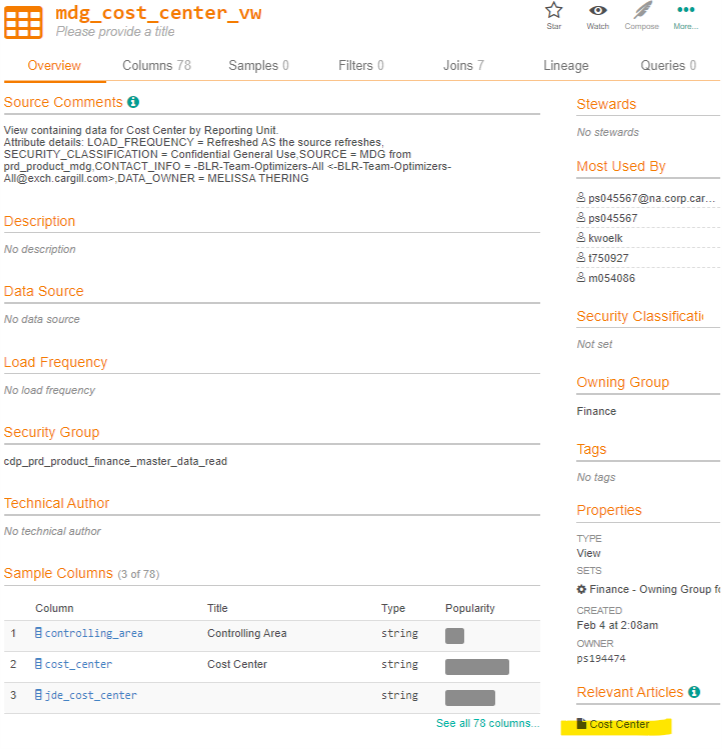 mdg_cost_center_vw
Please provide a title
Star
Watch
Compose
More...
Overview
Columns 78
Samples 0
Filters 0
Joins 7
Lineage
Queries 0
Source Comments
View containing data for Cost Center by Reporting Unit.
Attribute details: LOAD_FREQUENCY = Refreshed AS the source refreshes,
SECURITY_CLASSIFICATION = Confidential General Use,SOURCE = MDG from
prd_product_mdg,CONTACT_INFO = -BLR-Team-Optimizers-All <-BLR-Team-Optimizers-
All@exch.cargill.com>,DATA_OWNER = MELISSA THERING
Description
No description
Data Source
No data source
Load Frequency
No load frequency
Security Group
cdp_prd_product_finance_master_data_read
Technical Author
No technical author
Sample Columns (3 of 78)
Column Title Type Popularity
1 controlling_area Controlling Area string
2 cost_center Cost Center string
3 jde_cost_center string
See all 78 columns...
Stewards
No stewards
Most Used By
ps045567@na.corp.car...
ps045567
kwoelk
t750927
m054086
Security Classificati
Not set
Owning Group
Finance
Tags
No tags
Properties
TYPE
View
SETS
Finance - Owning Group fo
CREATED
Feb 4 at 2:08am
OWNER
ps194474
Relevant Articles
Cost Center